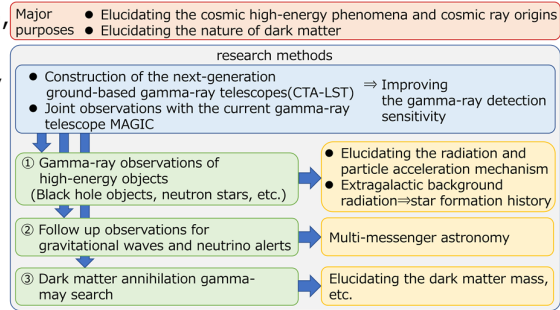 Major
purposes
● Elucidating the cosmic high-energy phenomena and cosmic ray origins
● Elucidating the nature of dark matter
research methods
● Construction of the next-generation
ground-based gamma-ray telescopes(CTA-LST)
● Joint observations with the current gamma-ray
telescope MAGIC
⇒ Improving
the gamma-ray detection
sensitivity
① Gamma-ray observations of
high-energy objects
(Black hole objects, neutron stars, etc.)
● Elucidating the radiation and
particle acceleration mechanism
● Extragalactic background
radiation⇒star formation history
② Follow up observations for
gravitational waves and neutrino alerts
Multi-messenger astronomy
③ Dark matter annihilation gamma-
may search
Elucidating the dark matter mass,
etc.